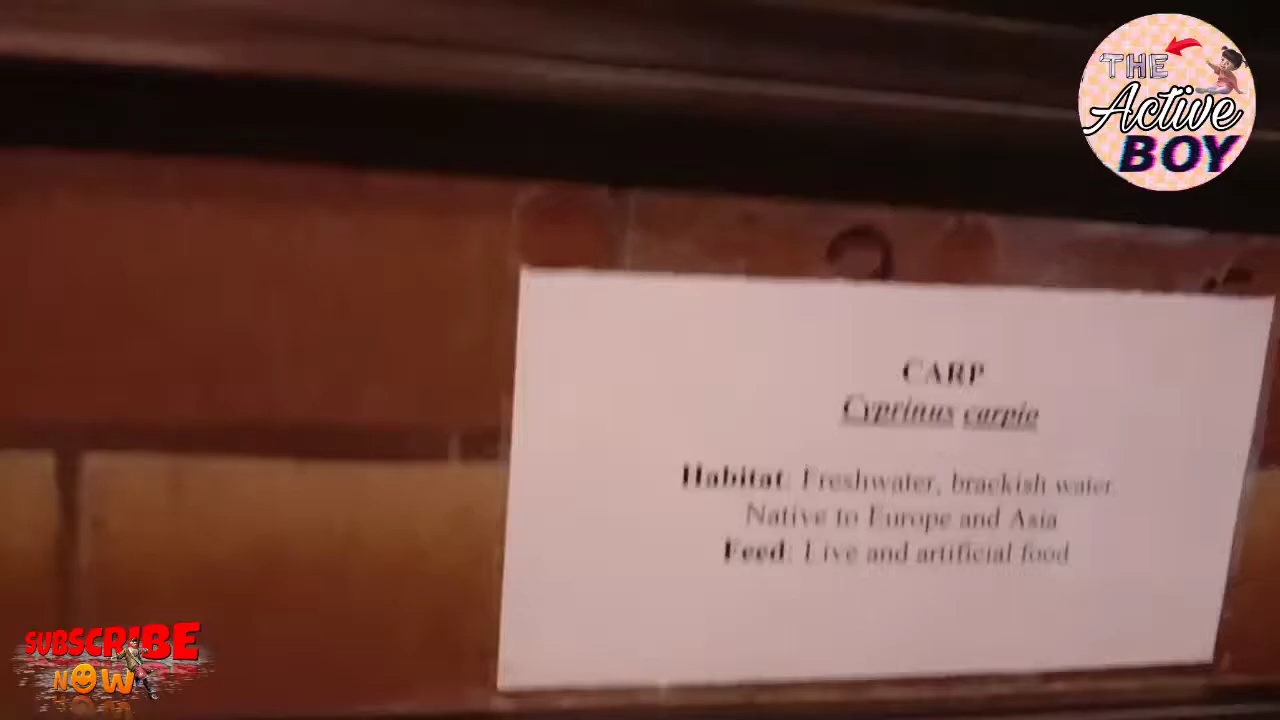 THE
Active
BOY
CARP
Cyprinus carpio
Habitat: Freshwater, brackish water
Native to Europe and Asia
Feed: Live and artificial food
SUBSCRIBE
NOW